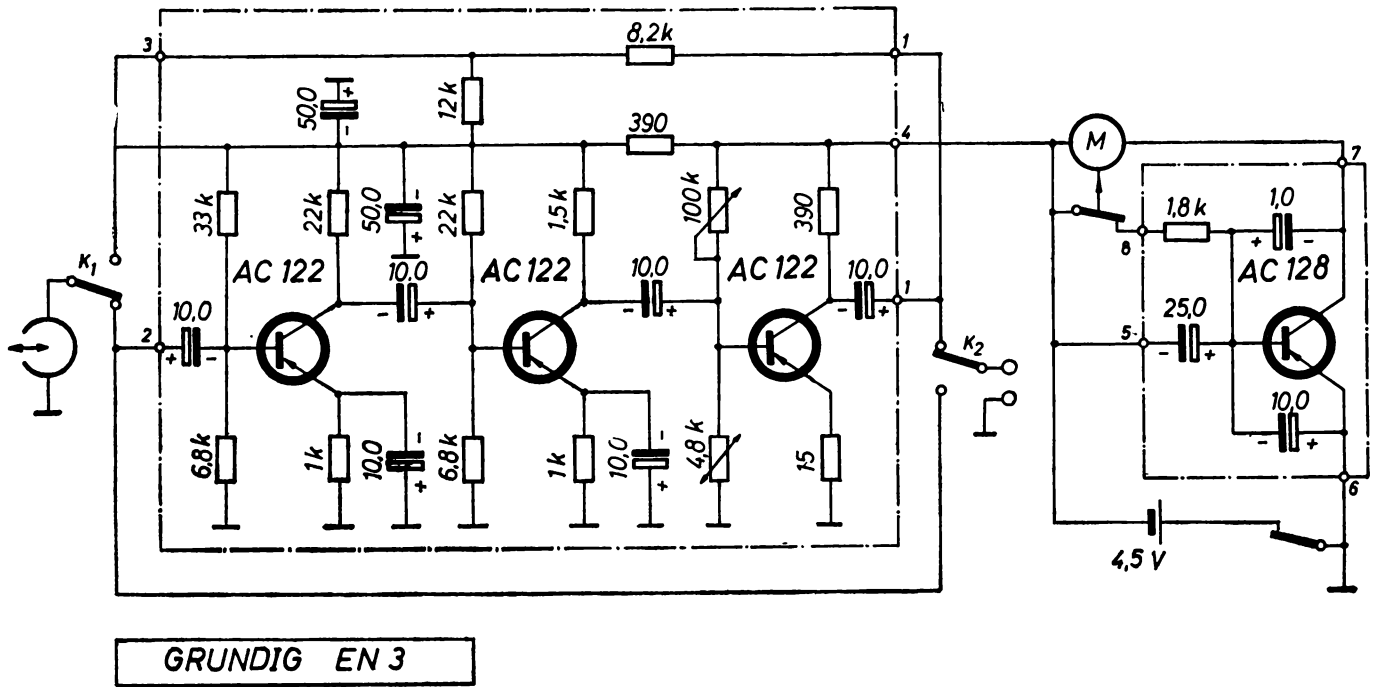 3
8,2k
1
50,0
+
-
12k
390
4
M
7
33k
22k
50,0
-
+
22k
1,5k
100k
390
1,8k
+
1,0
-
8
K1
AC 122
10,0
-
+
AC 122
10,0
-
+
AC 122
10,0
-
+
1
AC 128
2
10,0
+
-
5
25,0
-
+
K2
6,8k
1k
10,0
-
+
6,8k
1k
10,0
-
+
4,8k
15
10,0
-
+
6
4,5 V
GRUNDIG EN 3